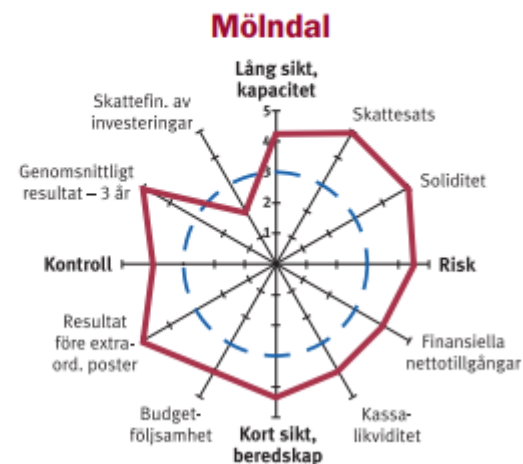 Mölndal
Lång sikt,
kapacitet
Skattefin. av
investeringar
Skattesats
Genomsnittligt
resultat – 3 år
Soliditet
5
4
3
2
1
Kontroll
Risk
Resultat
före extra-
ord. poster
Finansiella
nettotillgångar
Budget-
följsamhet
Kort sikt,
beredskap
Kassa-
likviditet